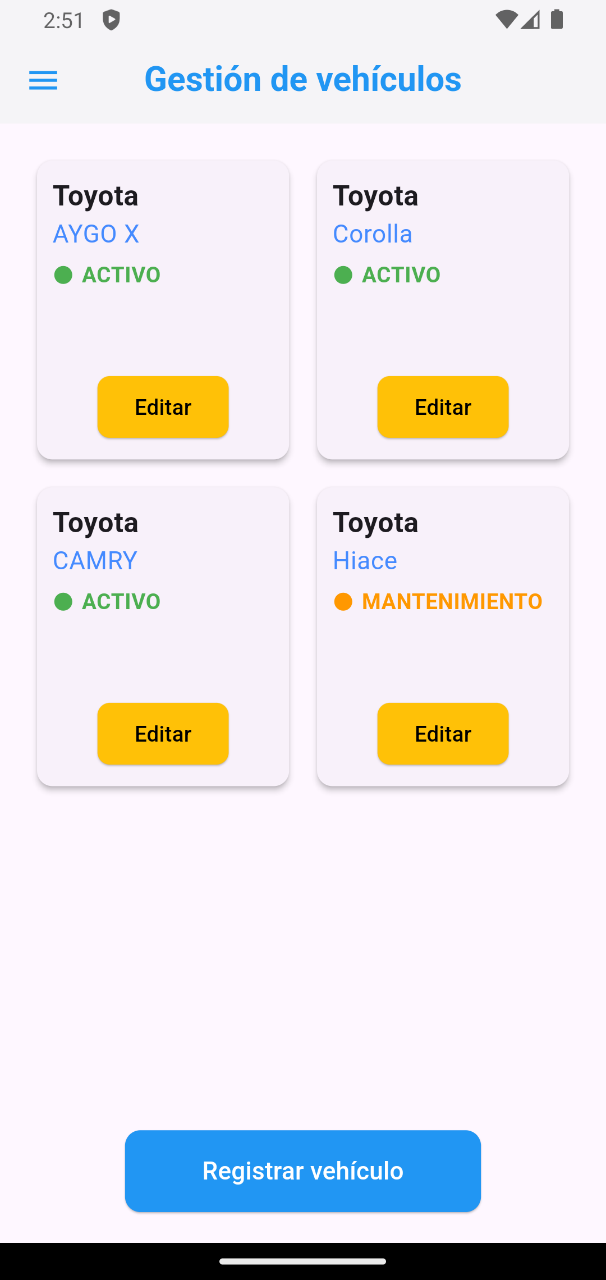 2:51
Gestión de vehículos
Toyota
AYGO X
ACTIVO
Editar
Toyota
Corolla
ACTIVO
Editar
Toyota
CAMRY
ACTIVO
Editar
Toyota
Hiace
MANTENIMIENTO
Editar
Registrar vehículo